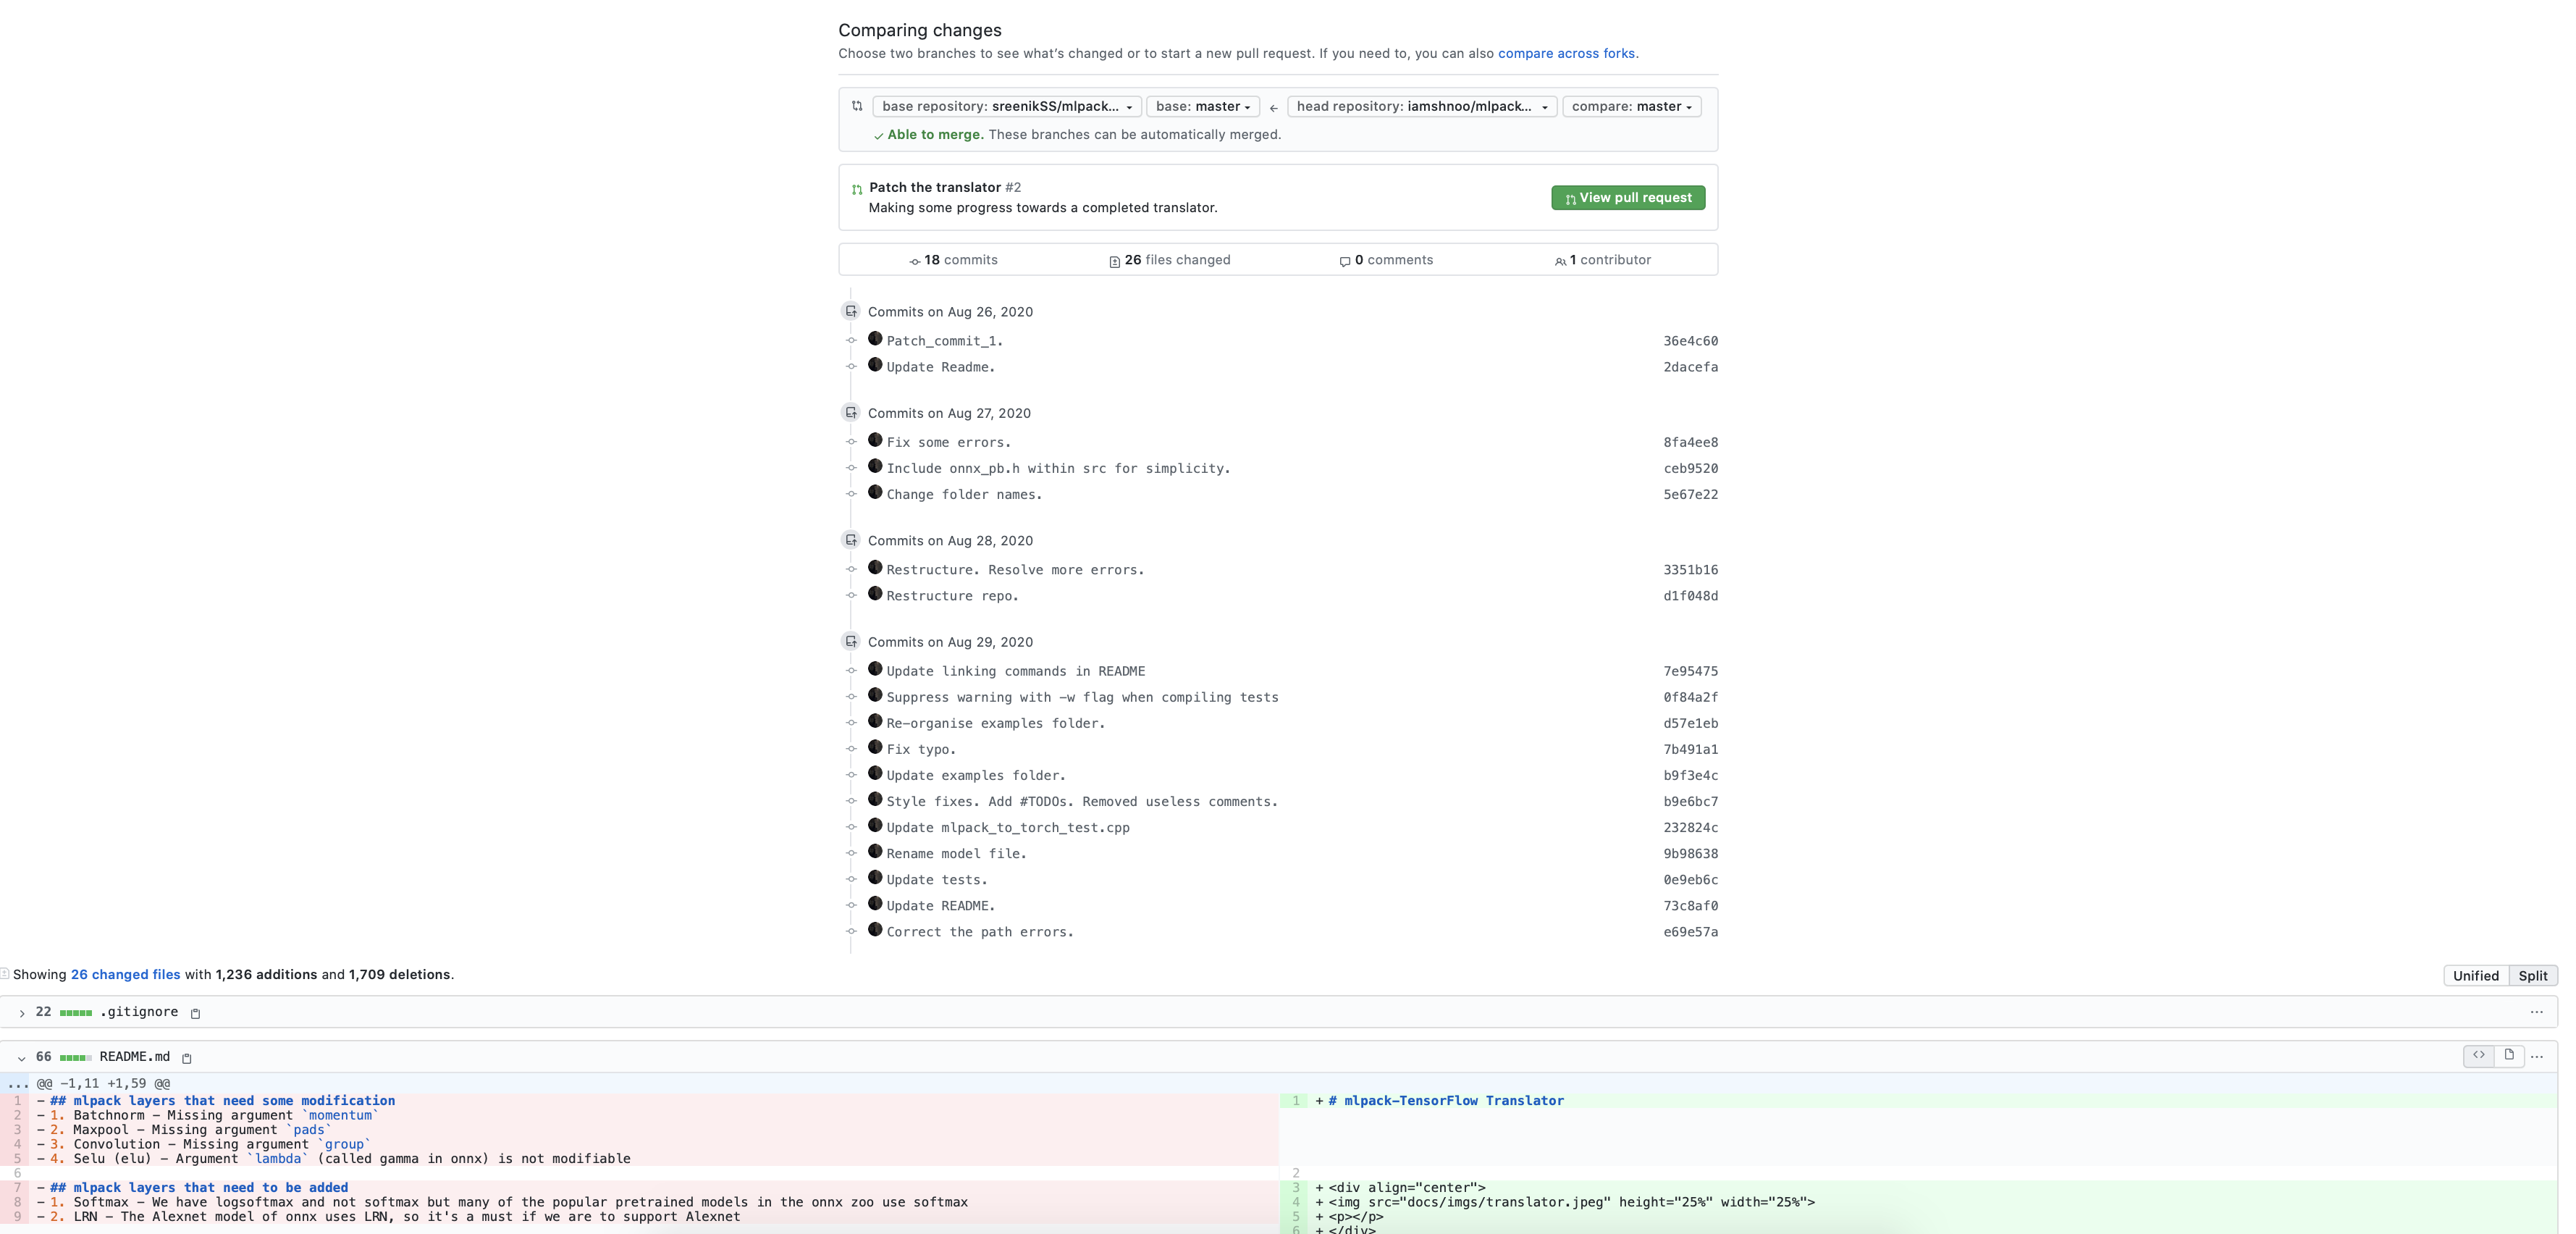 Comparing changes
Choose two branches to see what's changed or to start a new pull request. If you need to, you can also compare across forks.
base repository: sreenikSS/mlpack... base: master ← head repository: iamshnoo/mlpack... compare: master
Able to merge. These branches can be automatically merged.
Patch the translator #2
Making some progress towards a completed translator.
View pull request
18 commits 26 files changed 0 comments 1 contributor
Commits on Aug 26, 2020
Patch_commit_1. 36e4c60
Update Readme. 2dacefa
Commits on Aug 27, 2020
Fix some errors. 8fa4ee8
Include onnx_pb.h within src for simplicity. ceb9520
Change folder names. 5e67e22
Commits on Aug 28, 2020
Restructure. Resolve more errors. 3351b16
Restructure repo. d1f048d
Commits on Aug 29, 2020
Update linking commands in README 7e95475
Suppress warning with -w flag when compiling tests 0f84a2f
Re-organise examples folder. d57e1eb
Fix typo. 7b491a1
Update examples folder. b9f3e4c
Style fixes. Add #TODOs. Removed useless comments. b9e6bc7
Update mlpack_to_torch_test.cpp 232824c
Rename model file. 9b98638
Update tests. 0e9eb6c
Update README. 73c8af0
Correct the path errors. e69e57a
Showing 26 changed files with 1,236 additions and 1,709 deletions. Unified Split
22 .gitignore ...
66 README.md <> ...
... @@ -1,11 +1,59 @@
1 - ## mlpack layers that need some modification 1 + # mlpack-TensorFlow Translator
2 - 1. Batchnorm - Missing argument `momentum`
3 - 2. Maxpool - Missing argument `pads`
4 - 3. Convolution - Missing argument `group`
5 - 4. Selu (elu) - Argument `lambda` (called gamma in onnx) is not modifiable
6 2
7 - ## mlpack layers that need to be added 3 + <div align="center">
8 - 1. Softmax - We have logsoftmax and not softmax but many of the popular pretrained models in the onnx zoo use softmax 4 + <img src="docs/imgs/translator.jpeg" height="25%" width="25%">
9 - 2. LRN - The Alexnet model of onnx uses LRN, so it's a must if we are to support Alexnet 5 + <p></p>
6 + </div>